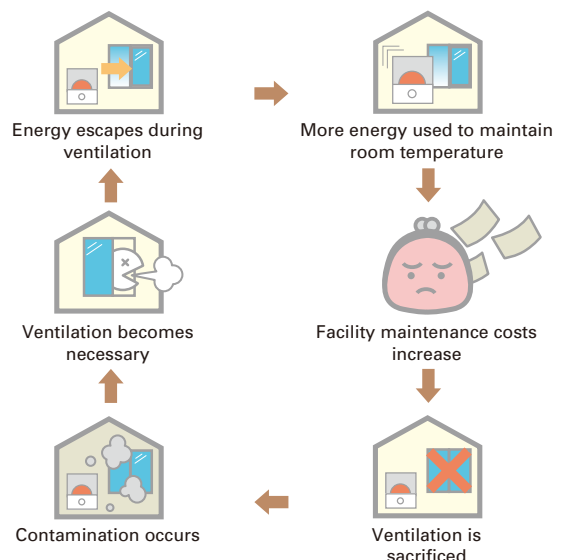 Energy escapes during
ventilation
More energy used to maintain
room temperature
Facility maintenance costs
increase
Ventilation is
sacrificed
Contamination occurs
Ventilation becomes
necessary